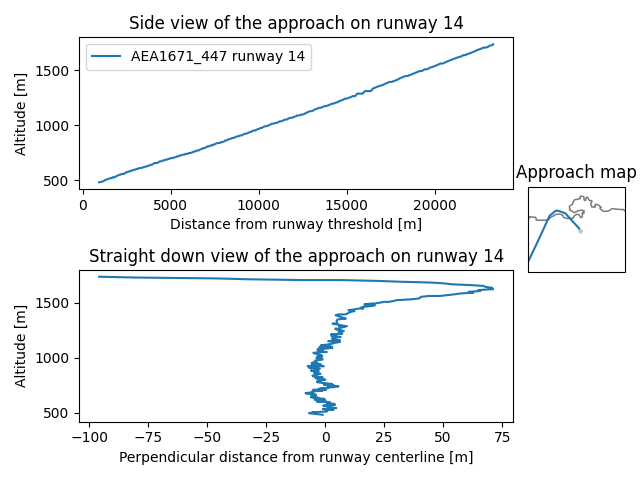 Side view of the approach on runway 14
AEA1671_447 runway 14
Altitude [m]
1500
1000
500
0
5000
10000
15000
20000
Distance from runway threshold [m]
Approach map
Straight down view of the approach on runway 14
Altitude [m]
1500
1000
500
−100
−75
−50
−25
0
25
50
75
Perpendicular distance from runway centerline [m]